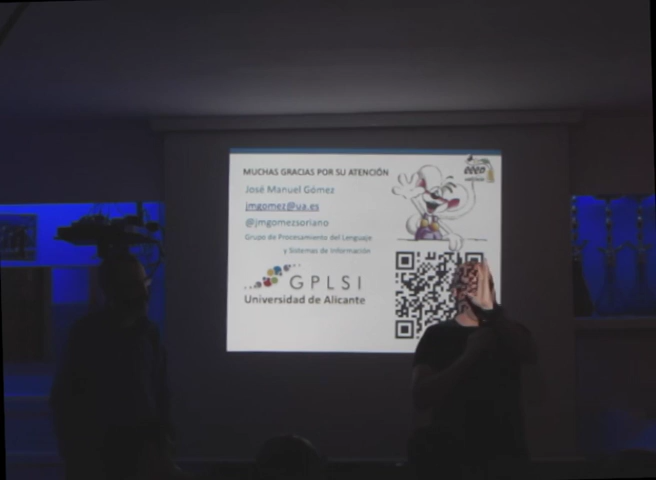 MUCHAS GRACIAS POR SU ATENCIÓN
José Manuel Gómez
jmgomez@ua.es
@jmgomezsoriano
Grupo de Procesamiento del Lenguaje
y Sistemas de Información
GPLSI
Universidad de Alicante